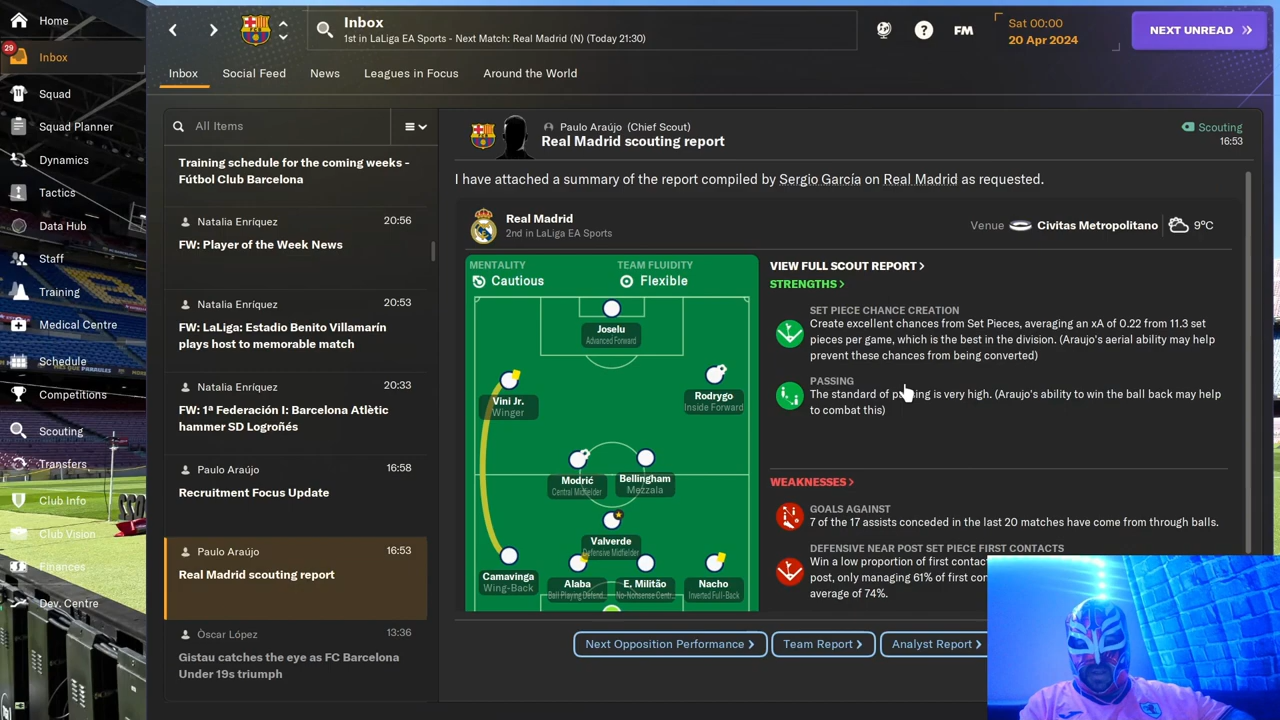 Home
29
Inbox
Squad
Squad Planner
Dynamics
Tactics
Data Hub
Staff
Training
Medical Centre
Schedule
Competitions
Scouting
Transfers
Club Info
Club Vision
Finances
Dev. Centre
Inbox
1st in LaLiga EA Sports - Next Match: Real Madrid (N) (Today 21:30)
FM
Sat 00:00
20 Apr 2024
NEXT UNREAD
Inbox
Social Feed
News
Leagues in Focus
Around the World
All Items
Training schedule for the coming weeks -
Fútbol Club Barcelona
Natalia Enríquez 20:56
FW: Player of the Week News
Natalia Enríquez 20:53
FW: LaLiga: Estadio Benito Villamarín
plays host to memorable match
Natalia Enríquez 20:33
FW: 1ª Federación I: Barcelona Atlètic
hammer SD Logroñés
Paulo Araújo 16:58
Recruitment Focus Update
Paulo Araújo 16:53
Real Madrid scouting report
Òscar López 13:36
Gistau catches the eye as FC Barcelona
Under 19s triumph
Paulo Araújo (Chief Scout)
Real Madrid scouting report
Scouting
16:53
I have attached a summary of the report compiled by Sergio García on Real Madrid as requested.
Real Madrid
2nd in LaLiga EA Sports
Venue Civitas Metropolitano 9°C
MENTALITY
Cautious
TEAM FLUIDITY
Flexible
Joselu
Advanced Forward
Vini Jr.
Winger
Rodrygo
Inside Forward
Modrić
Central Midfielder
Bellingham
Mezzala
Valverde
Defensive Midfielder
Camavinga
Wing-Back
Alaba
Ball Playing Defend...
E. Militão
No-Nonsense Centr...
Nacho
Inverted Full-Back
VIEW FULL SCOUT REPORT >
STRENGTHS >
SET PIECE CHANCE CREATION
Create excellent chances from Set Pieces, averaging an xA of 0.22 from 11.3 set
pieces per game, which is the best in the division. (Araujo's aerial ability may help
prevent these chances from being converted)
PASSING
The standard of passing is very high. (Araujo's ability to win the ball back may help
to combat this)
WEAKNESSES >
GOALS AGAINST
7 of the 17 assists conceded in the last 20 matches have come from through balls.
DEFENSIVE NEAR POST SET PIECE FIRST CONTACTS
Win a low proportion of first contac
post, only managing 61% of first con
average of 74%.
Next Opposition Performance >
Team Report >
Analyst Report >